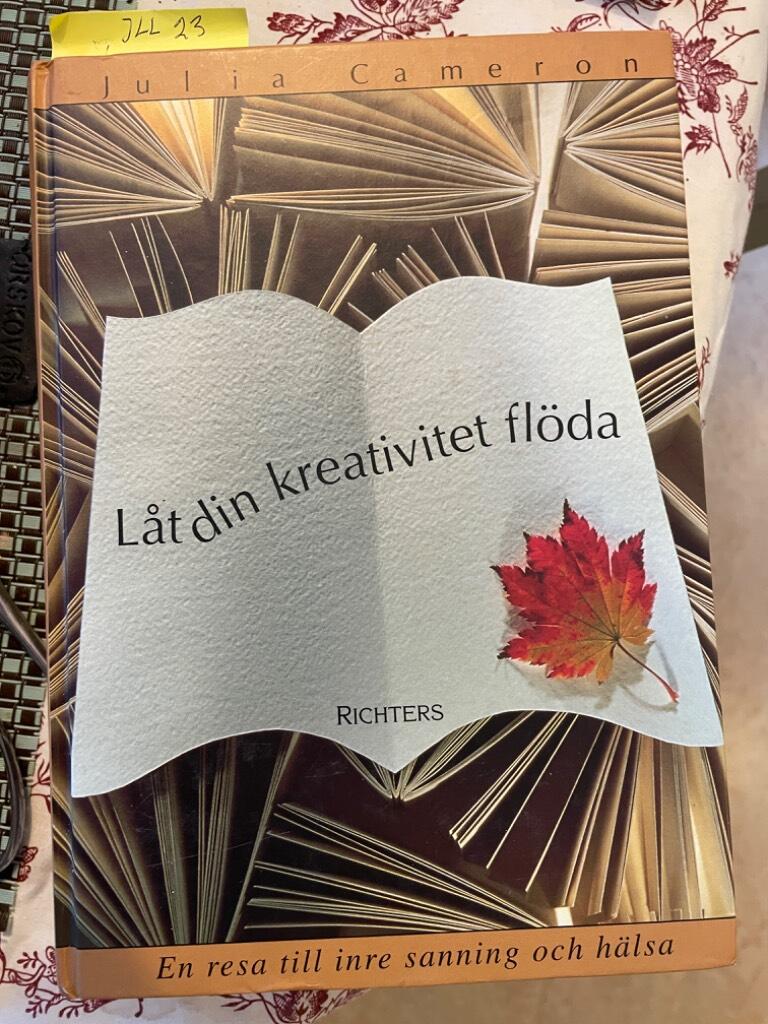 JLL 23
Julia Cameron
Låt din kreativitet flöda
RICHTERS
En resa till inre sanning och hälsa